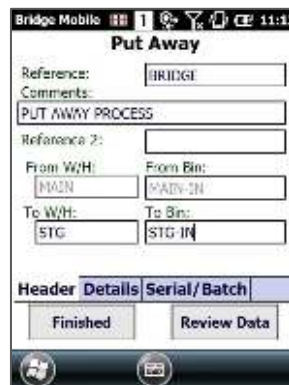 Bridge Mobile 1 11:1
Put Away
Reference: BRIDGE
Comments:
PUT AWAY PROCESS
Reference 2:
From W/H: From Bin:
MAIN MAIN-IN
To W/H: To Bin:
STG STG-IN
Header Details Serial/Batch
Finished Review Data